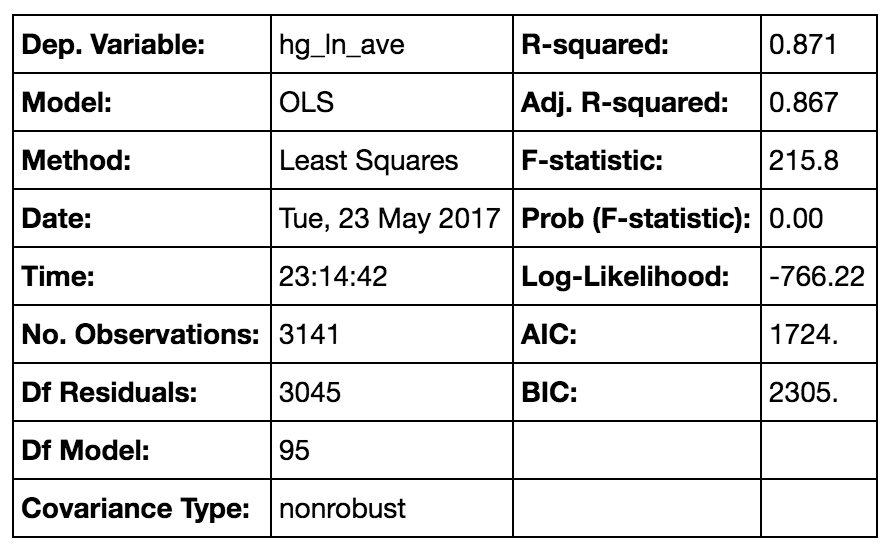 Dep. Variable: hg_ln_ave R-squared: 0.871
Model: OLS Adj. R-squared: 0.867
Method: Least Squares F-statistic: 215.8
Date: Tue, 23 May 2017 Prob (F-statistic): 0.00
Time: 23:14:42 Log-Likelihood: -766.22
No. Observations: 3141 AIC: 1724.
Df Residuals: 3045 BIC: 2305.
Df Model: 95
Covariance Type: nonrobust